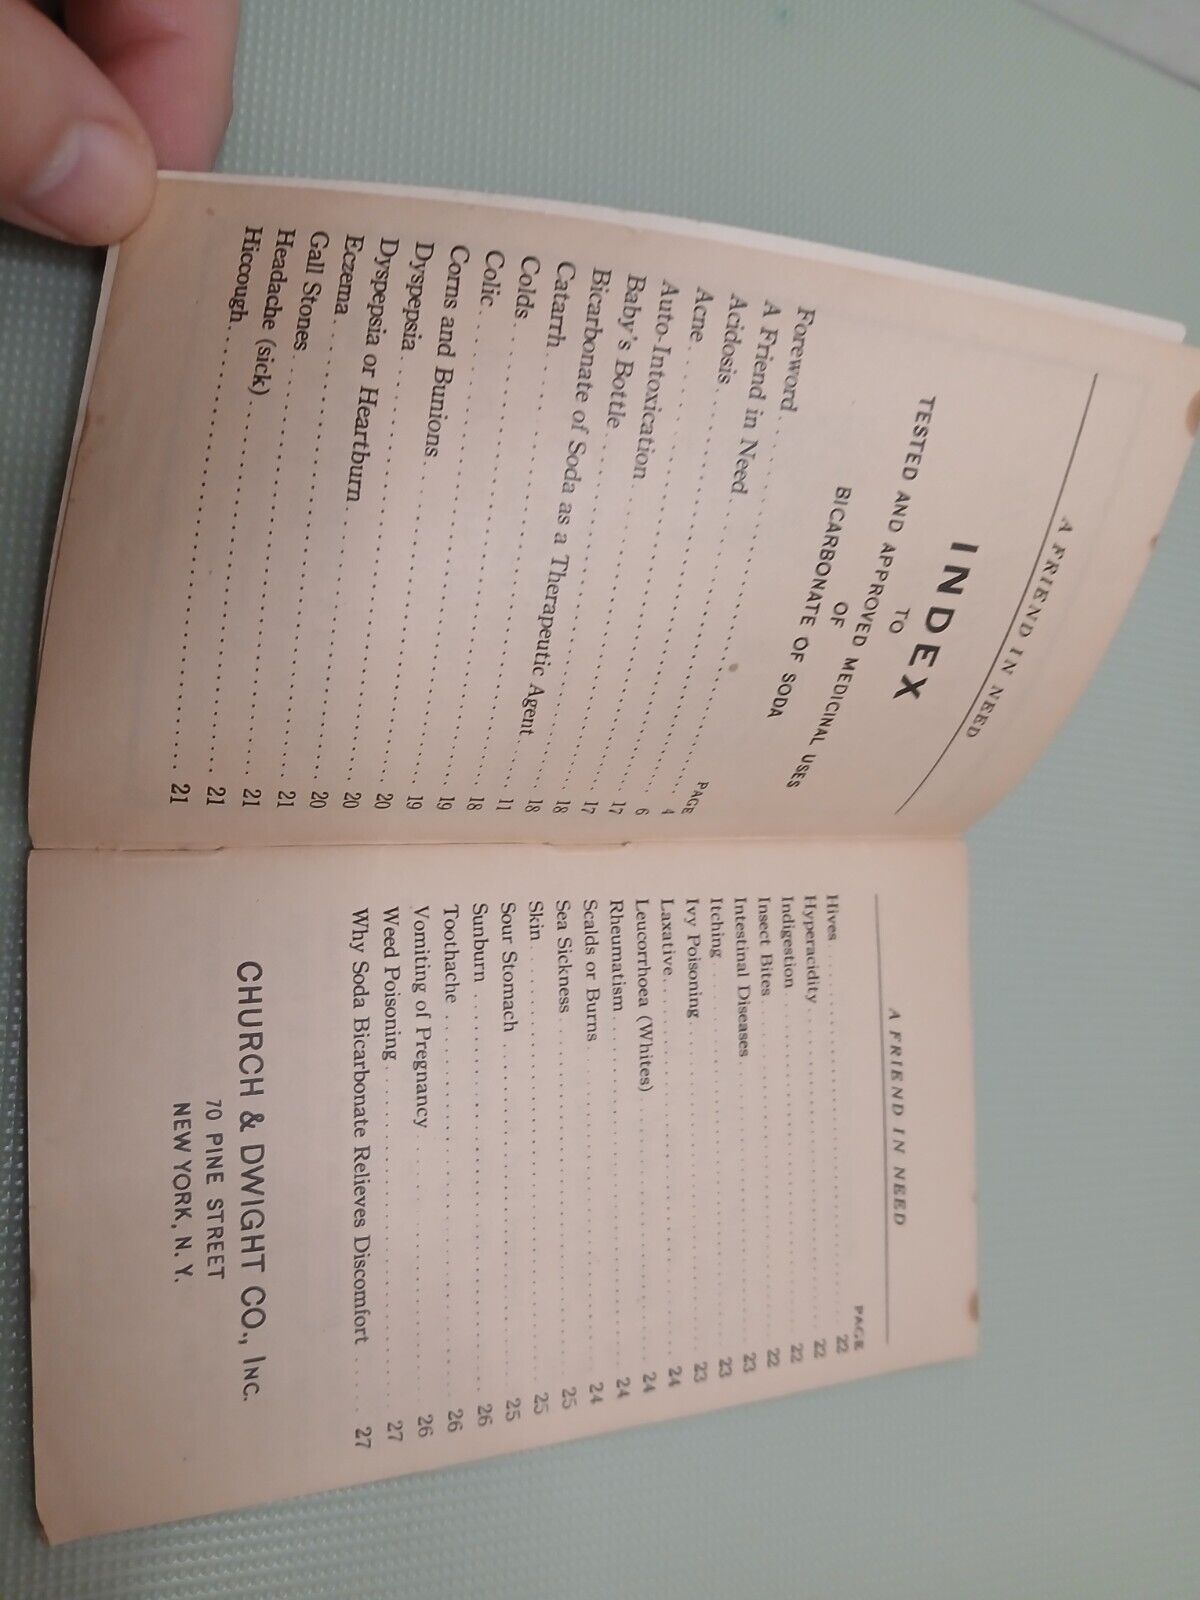 A FRIEND IN NEED
INDEX
TO
TESTED AND APPROVED MEDICINAL USES
OF
BICARBONATE OF SODA
PAGE
Foreword 4
A Friend in Need 6
Acidosis 17
Acne 17
Auto-Intoxication 18
Baby's Bottle 18
Bicarbonate of Soda as a Therapeutic Agent 11
Catarrh 18
Colds 19
Colic 19
Corns and Bunions 20
Dyspepsia 20
Dyspepsia or Heartburn 20
Eczema 21
Gall Stones 21
Headache (sick) 21
Hiccough 21
A FRIEND IN NEED
PAGE
Hives 22
Hyperacidity 22
Indigestion 22
Insect Bites 22
Intestinal Diseases 23
Itching 23
Ivy Poisoning 23
Laxative 24
Leucorrhoea (Whites) 24
Rheumatism 24
Scalds or Burns 24
Sea Sickness 25
Skin 25
Sour Stomach 25
Sunburn 26
Toothache 26
Vomiting of Pregnancy 26
Weed Poisoning 27
Why Soda Bicarbonate Relieves Discomfort 27
CHURCH & DWIGHT CO., INC.
70 PINE STREET
NEW YORK, N. Y.